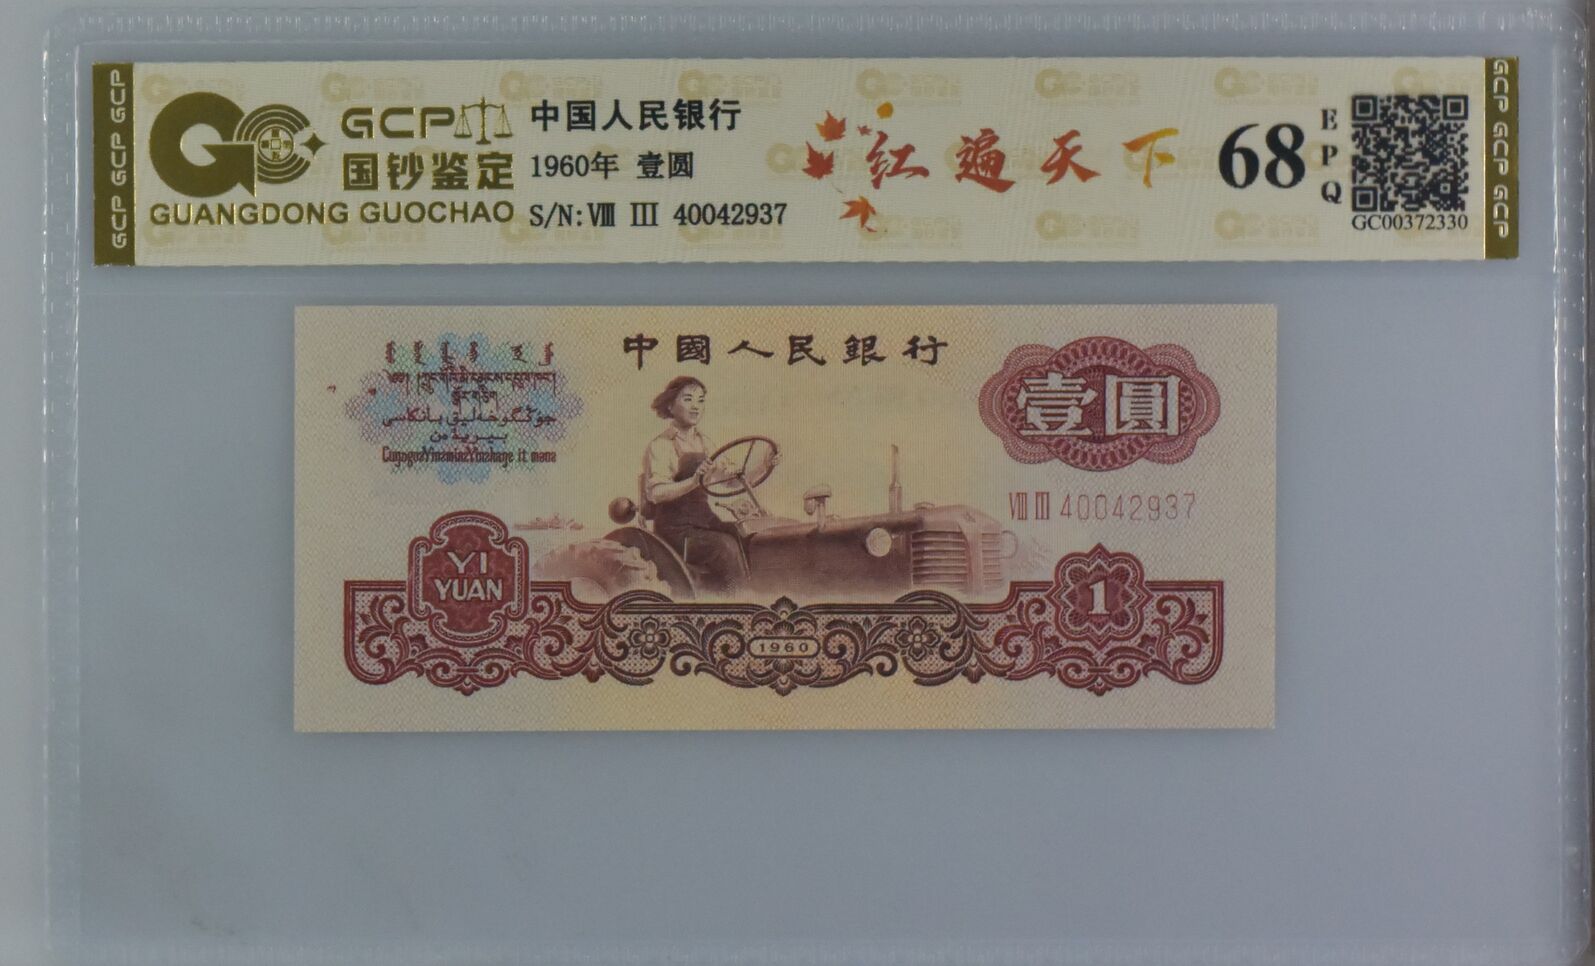 GCP GCP GCP
GCP
国钞鉴定
GUANGDONG GUOCHAO
中国人民银行
1960年 壹圆
S/N: Ⅷ Ⅲ 40042937
红遍天下
68
EPQ
GC00372330
GCP GCP GCP
中國人民銀行
壹圓
Ⅷ Ⅲ 40042937
YI
YUAN
1960
1